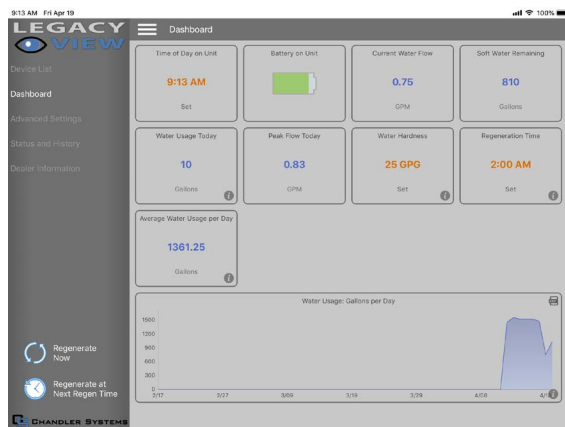 9:13 AM Fri Apr 19
100%
LEGACY
VIEW
Dashboard
Device List
Dashboard
Advanced Settings
Status and History
Dealer Information
Time of Day on Unit
9:13 AM
Set
Battery on Unit
Current Water Flow
0.75
GPM
Soft Water Remaining
810
Gallons
Water Usage Today
10
Gallons
Peak Flow Today
0.83
GPM
Water Hardness
25 GPG
Set
Regeneration Time
2:00 AM
Set
Average Water Usage per Day
1361.25
Gallons
Water Usage: Gallons per Day
1500
1200
900
600
300
0
2/17 2/27 3/09 3/19 3/29 4/08
Regenerate
Now
Regenerate at
Next Regen Time
CHANDLER SYSTEMS